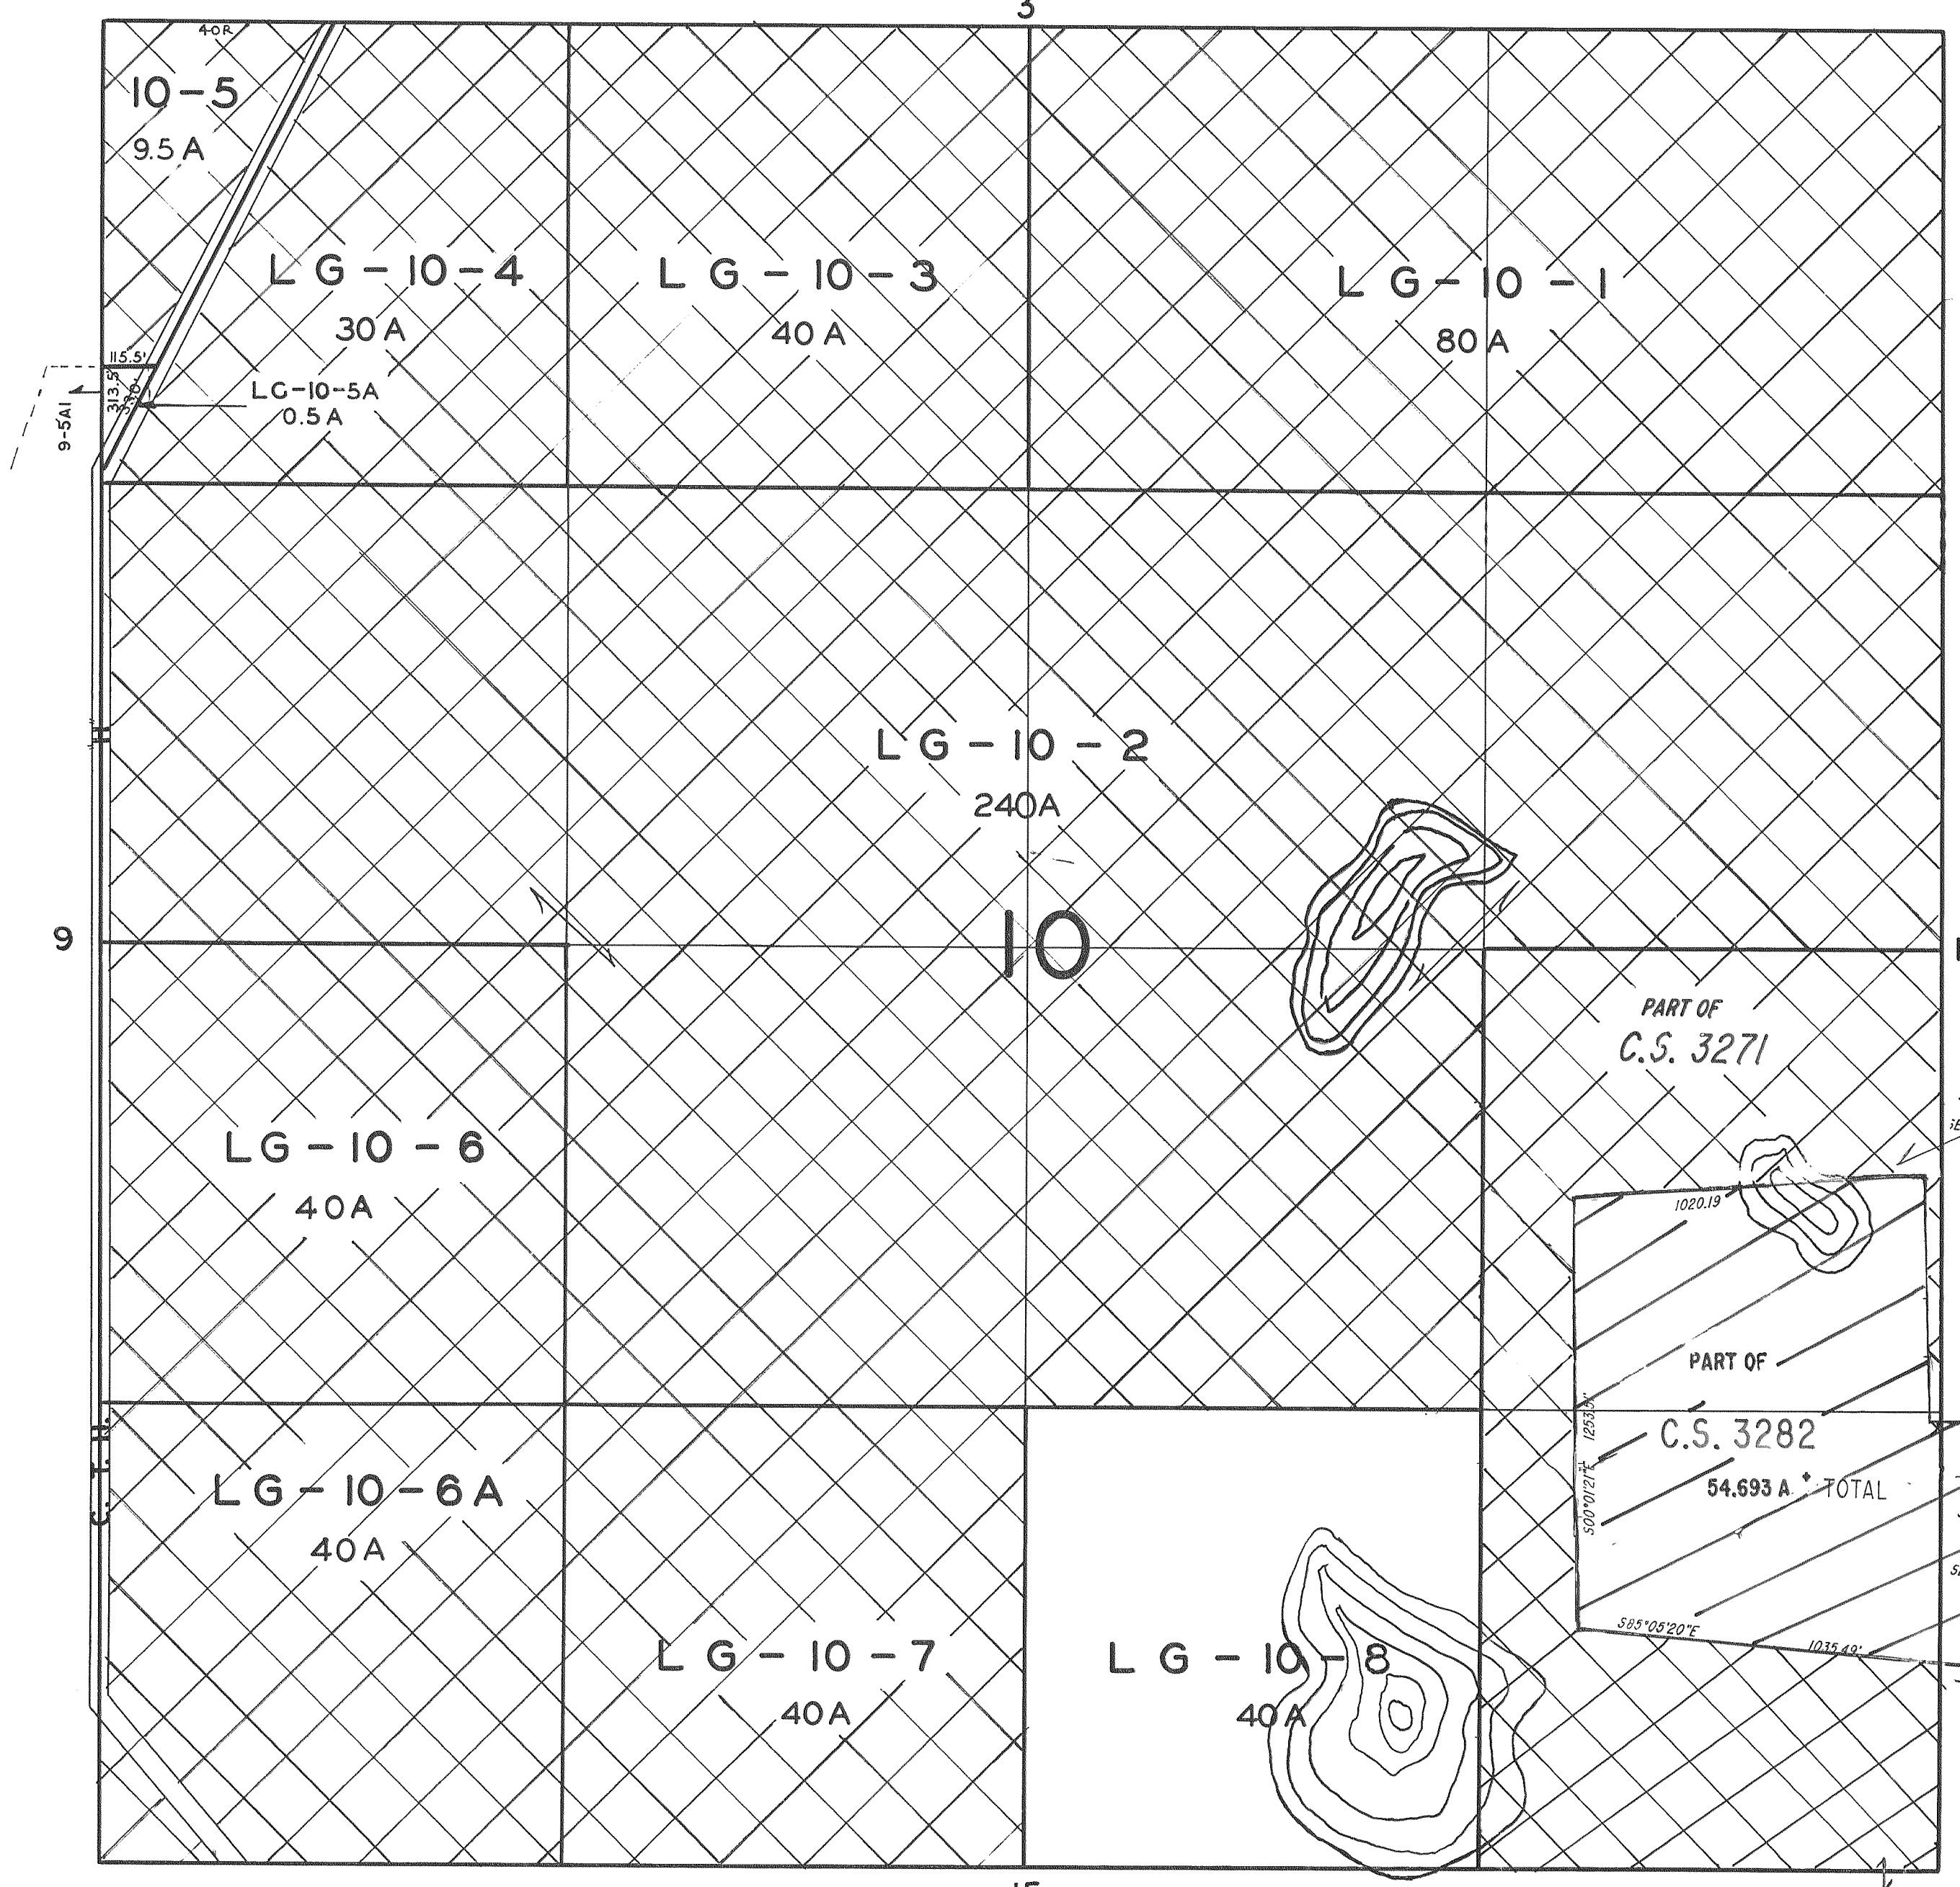 3
40R
10-5
9.5 A
LG-10-4
30 A
LG-10-3
40 A
LG-10-1
80 A
115.5'
313.5'
330'
LG-10-5A
0.5 A
9-5A1
LG-10-2
240A
9
10
PART OF
C.S. 3271
LG-10-6
40A
1020.19
PART OF
C.S. 3282
54.693 A + TOTAL
S00°01'21"E
LG-10-6A
40A
LG-10-7
40A
LG-10-8
40A
S85°05'20"E
1035.49'